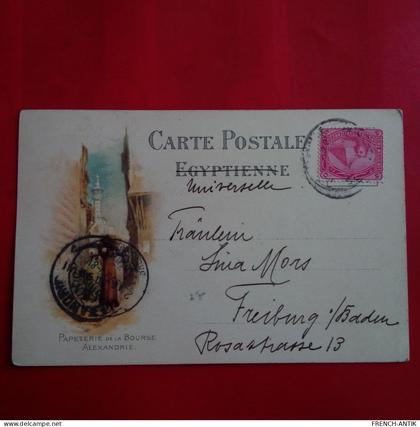 CARTE POSTALE
EGYPTIENNE
Universelle
Fräulein
Lina Mors
Freiburg i/Baden
Rosastrasse 13
PAPETERIE DE LA BOURSE
ALEXANDRIE.
FRENCH-ANTIK